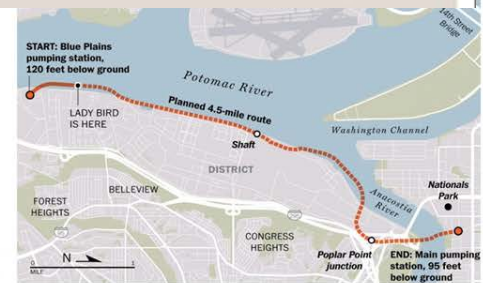 14th Street
Bridge
START: Blue Plains
pumping station,
120 feet below ground
Potomac River
LADY BIRD
IS HERE
Planned 4.5-mile route
Shaft
Washington Channel
DISTRICT
BELLEVIEW
FOREST
HEIGHTS
Anacostia
River
Nationals
Park
CONGRESS
HEIGHTS
Poplar Point
junction
END: Main pumping
station, 95 feet
below ground
N
0
1
MILE